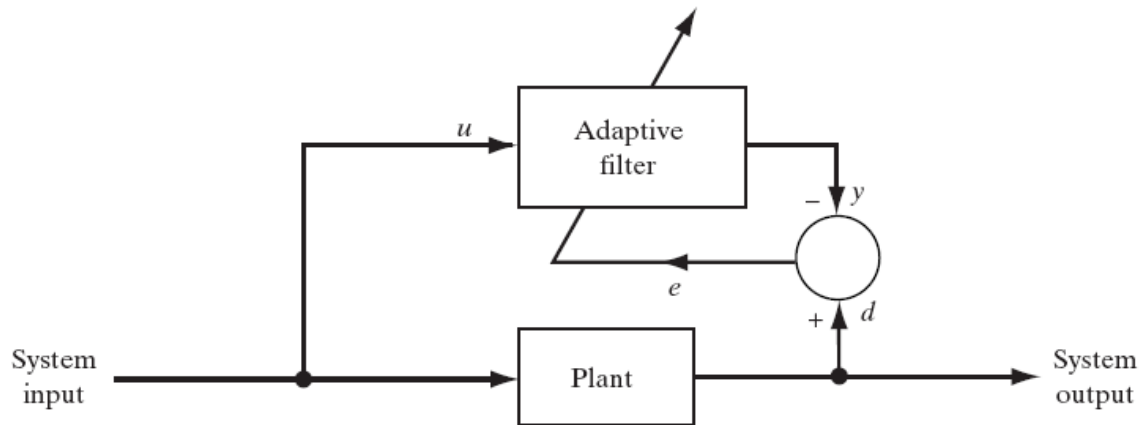 u
Adaptive
filter
− y
e
+ d
System
input
Plant
System
output